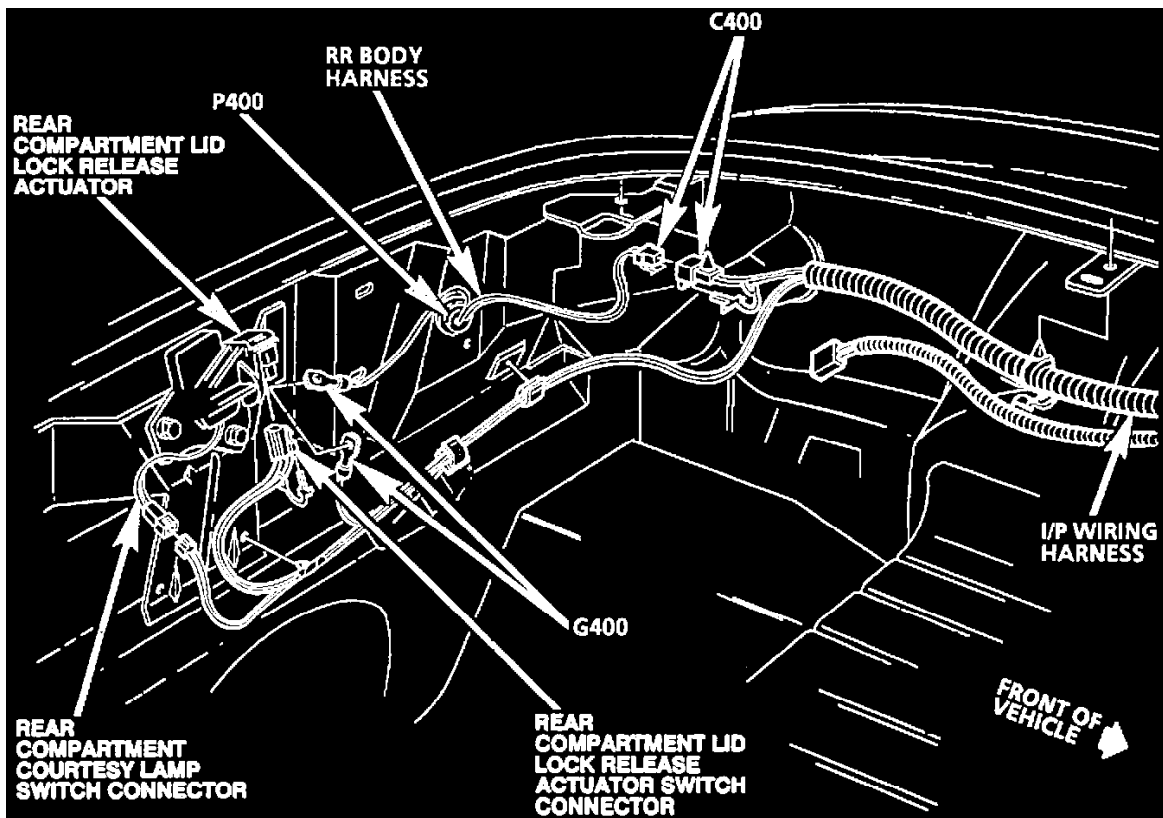 C400
RR BODY
HARNESS
P400
REAR
COMPARTMENT LID
LOCK RELEASE
ACTUATOR
I/P WIRING
HARNESS
G400
FRONT OF
VEHICLE
REAR
COMPARTMENT
COURTESY LAMP
SWITCH CONNECTOR
REAR
COMPARTMENT LID
LOCK RELEASE
ACTUATOR SWITCH
CONNECTOR